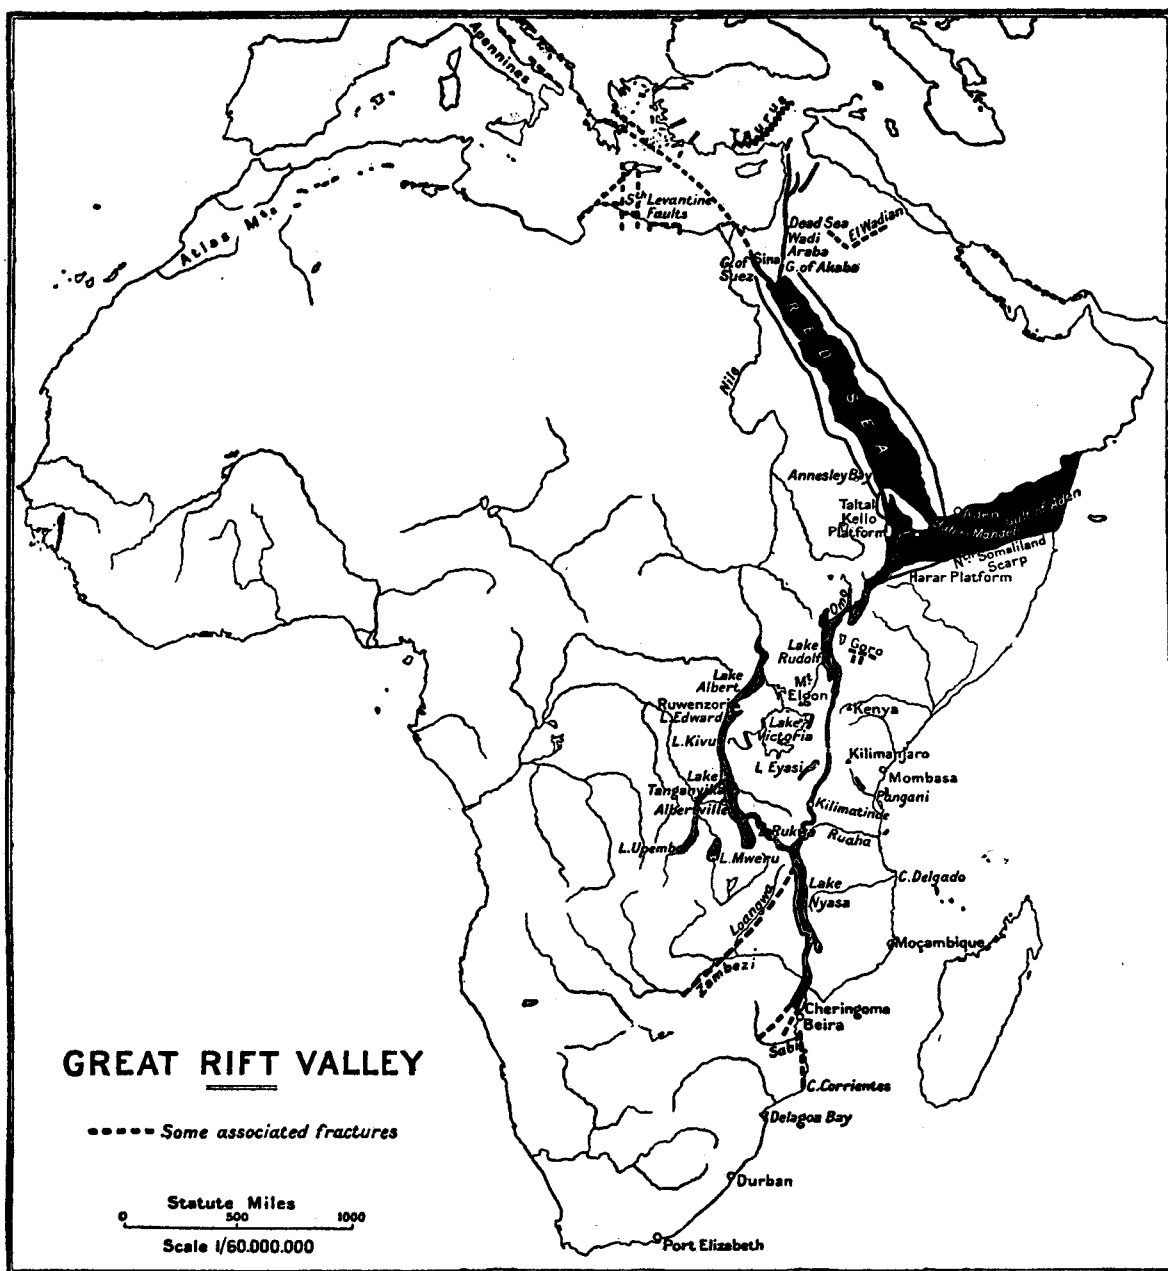 Apennines
Taurus
Atlas Mts
Sth Levantine
Faults
Dead Sea
Wadi
Araba
El Wadian
G. of
Suez
Sinai
G. of Akaba
RED SEA
Nile
Annesley Bay
Taltal
Kello
Platform
Gulf of Aden
Nth Somaliland
Scarp
Harar Platform
Omo
Lake
Rudolf
Goro
Lake
Albert
Mt
Elgon
Ruwenzori
L. Edward
Kenya
Lake
Victoria
L. Kivu
Kilimanjaro
L. Eyasi
Mombasa
Lake
Tanganyika
Pangani
Albertville
Kilimatinde
L. Rukwa
Ruaha
L. Upemba
L. Mweru
Lake
Nyasa
C. Delgado
Loangwa
Moçambique
Zambezi
Cheringoma
Beira
Sabi
C. Corrientes
Delagoa Bay
Durban
Port Elizabeth
GREAT RIFT VALLEY
Some associated fractures
Statute Miles
0 500 1000
Scale 1/60.000.000